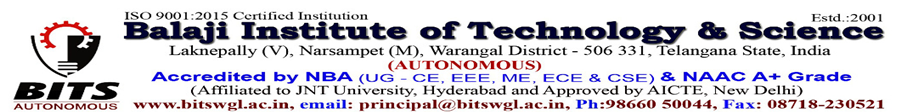 ISO 9001:2015 Certified Institution
Estd.:2001
Balaji Institute of Technology & Science
Laknepally (V), Narsampet (M), Warangal District - 506 331, Telangana State, India
(AUTONOMOUS)
Accredited by NBA (UG - CE, EEE, ME, ECE & CSE) & NAAC A+ Grade
(Affiliated to JNT University, Hyderabad and Approved by AICTE, New Delhi)
www.bitswgl.ac.in, email: principal@bitswgl.ac.in, Ph:98660 50044, Fax: 08718-230521
BITS
AUTONOMOUS